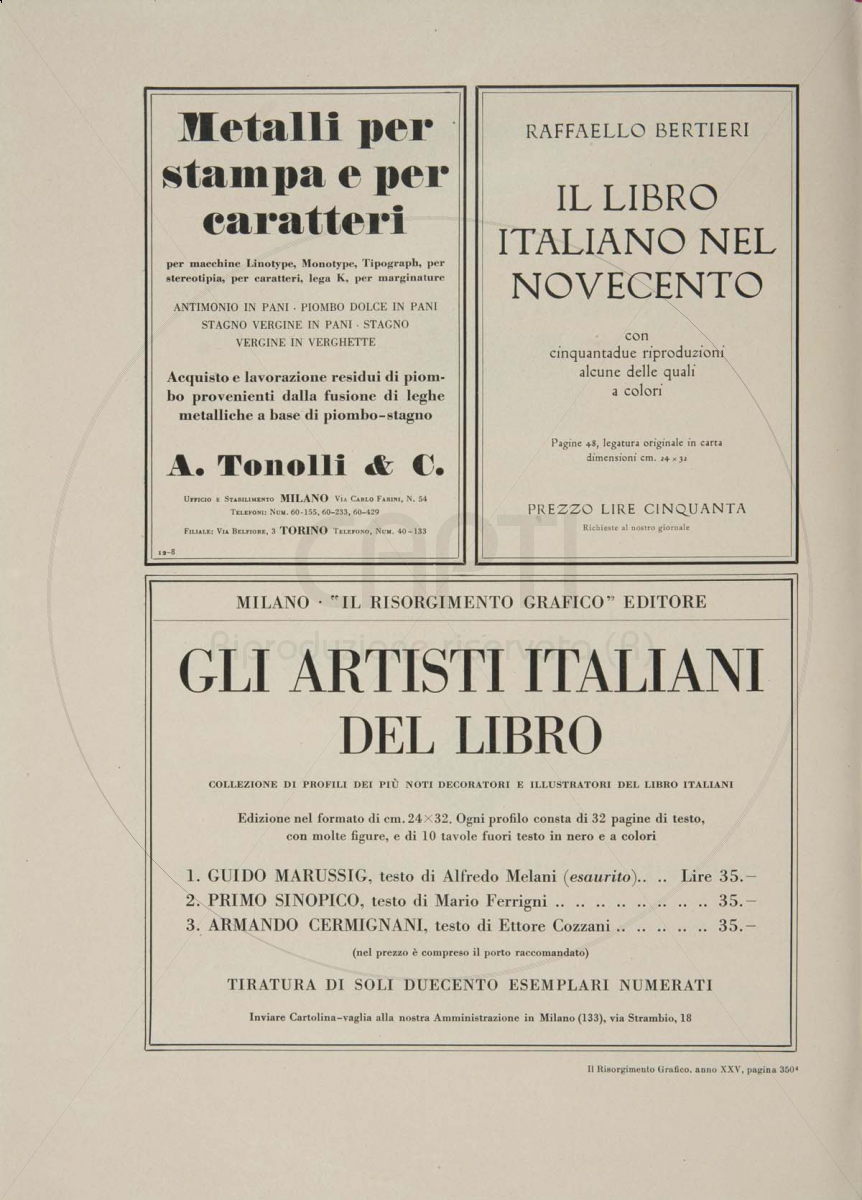 Metalli per
stampa e per
caratteri
per macchine Linotype, Monotype, Tipograph, per
stereotipia, per caratteri, lega K, per marginature
ANTIMONIO IN PANI · PIOMBO DOLCE IN PANI
STAGNO VERGINE IN PANI · STAGNO
VERGINE IN VERGHETTE
Acquisto e lavorazione residui di piom-
bo provenienti dalla fusione di leghe
metalliche a base di piombo-stagno
A. Tonolli & C.
Ufficio e Stabilimento MILANO Via Carlo Farini, N. 54
Telefoni: Num. 60-155, 60-233, 60-429
Filiale: Via Belfiore, 3 TORINO Telefono, Num. 40-133
12-8
RAFFAELLO BERTIERI
IL LIBRO
ITALIANO NEL
NOVECENTO
con
cinquantadue riproduzioni
alcune delle quali
a colori
Pagine 48, legatura originale in carta
dimensioni cm. 24 × 32
PREZZO LIRE CINQUANTA
Richieste al nostro giornale
MILANO · "IL RISORGIMENTO GRAFICO" EDITORE
GLI ARTISTI ITALIANI
DEL LIBRO
COLLEZIONE DI PROFILI DEI PIÙ NOTI DECORATORI E ILLUSTRATORI DEL LIBRO ITALIANI
Edizione nel formato di cm. 24×32. Ogni profilo consta di 32 pagine di testo,
con molte figure, e di 10 tavole fuori testo in nero e a colori
1. GUIDO MARUSSIG, testo di Alfredo Melani (esaurito).. .. Lire 35.–
2. PRIMO SINOPICO, testo di Mario Ferrigni .. .. .. .. .. .. .. .. 35.–
3. ARMANDO CERMIGNANI, testo di Ettore Cozzani .. .. .. .. .. 35.–
(nel prezzo è compreso il porto raccomandato)
TIRATURA DI SOLI DUECENTO ESEMPLARI NUMERATI
Inviare Cartolina-vaglia alla nostra Amministrazione in Milano (133), via Strambio, 18
Il Risorgimento Grafico, anno XXV, pagina 350⁴
CAPTI
Riproduzione riservata (R)